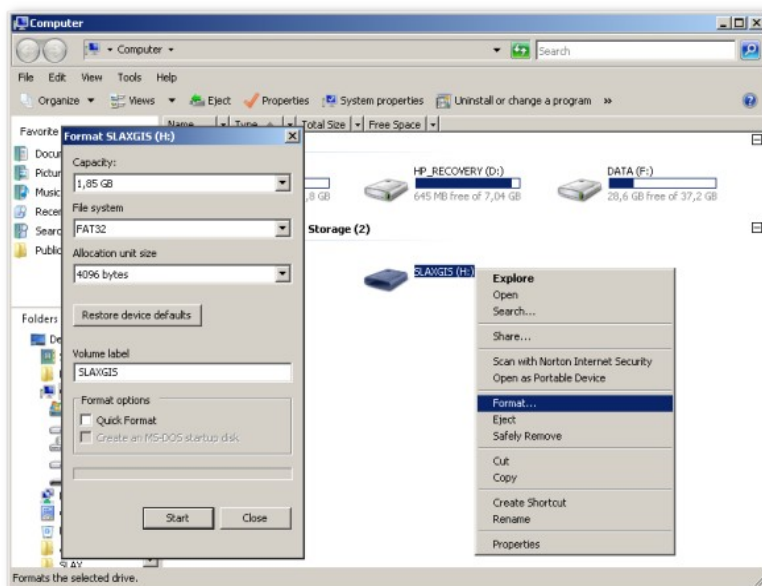 Computer
Computer
Search
File Edit View Tools Help
Organize Views Eject Properties System properties Uninstall or change a program »
Name Type Total Size Free Space
Favorite
Docu
Pictur
Music
Recen
Searc
Public
Folders
De
SLAX
Format SLAXGIS (H:)
Capacity:
1,85 GB
File system
FAT32
Allocation unit size
4096 bytes
Restore device defaults
Volume label
SLAXGIS
Format options
Quick Format
Create an MS-DOS startup disk
Start Close
,8 GB
HP_RECOVERY (D:)
645 MB free of 7,04 GB
DATA (F:)
28,6 GB free of 37,2 GB
Storage (2)
SLAXGIS (H:)
Explore
Open
Search...
Share...
Scan with Norton Internet Security
Open as Portable Device
Format...
Eject
Safely Remove
Cut
Copy
Create Shortcut
Rename
Properties
Formats the selected drive.